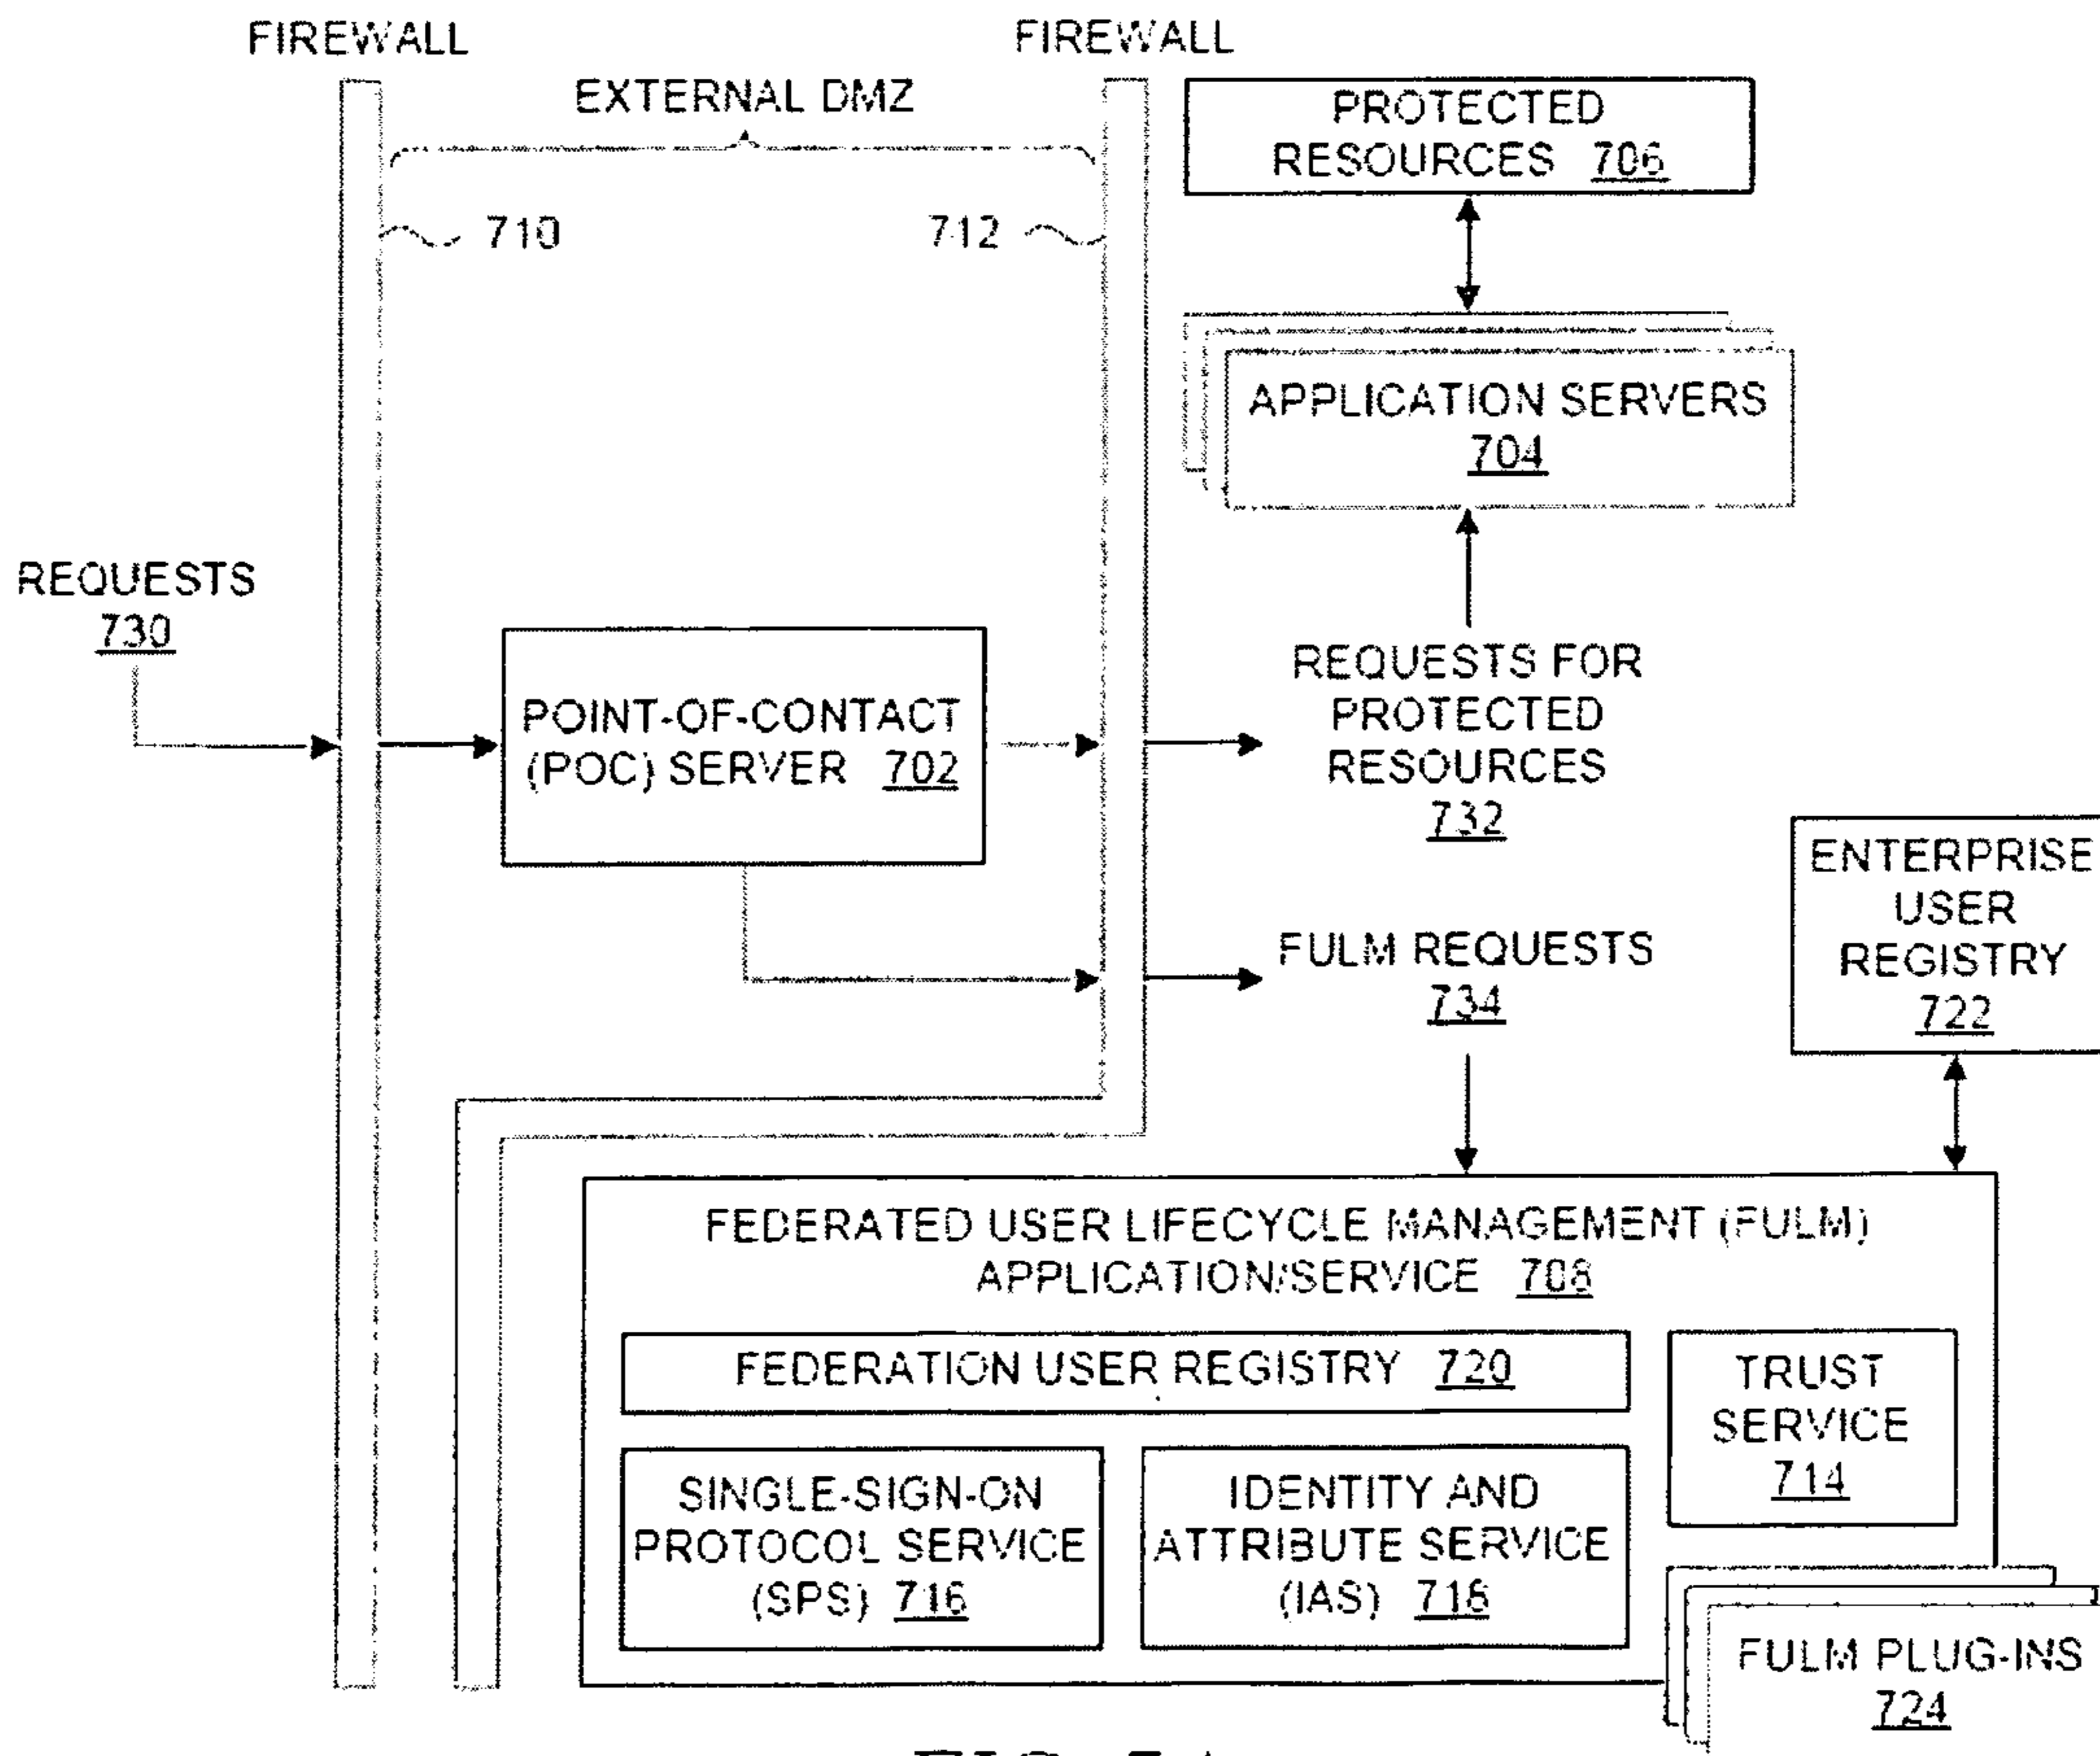 FIREWALL
FIREWALL
EXTERNAL DMZ
PROTECTED
RESOURCES 706
710
712
APPLICATION SERVERS
704
REQUESTS
730
POINT-OF-CONTACT
(POC) SERVER 702
REQUESTS FOR
PROTECTED
RESOURCES
732
ENTERPRISE
USER
REGISTRY
722
FULM REQUESTS
734
FEDERATED USER LIFECYCLE MANAGEMENT (FULM)
APPLICATION/SERVICE 708
FEDERATION USER REGISTRY 720
TRUST
SERVICE
714
SINGLE-SIGN-ON
PROTOCOL SERVICE
(SPS) 716
IDENTITY AND
ATTRIBUTE SERVICE
(IAS) 718
FULM PLUG-INS
724